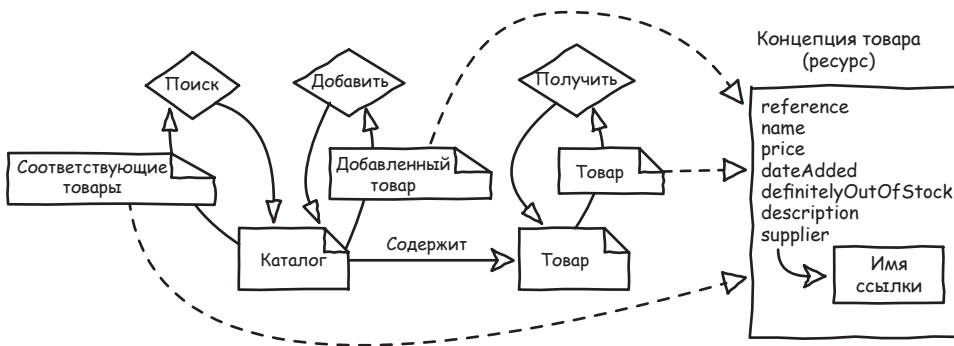 Концепция товара
(ресурс)
Поиск
Добавить
Получить
reference
name
price
dateAdded
definitelyOutOfStock
description
supplier
Имя
ссылки
Соответствующие
товары
Добавленный
товар
Товар
Каталог
Содержит
Товар